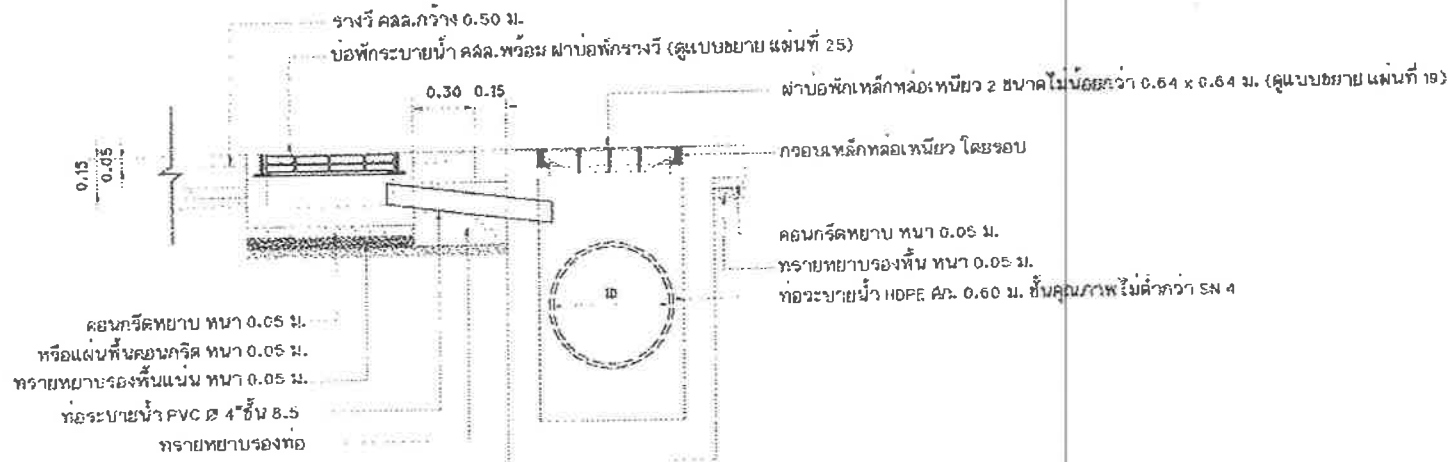 รางวี คสล.กว้าง 0.50 ม.
บ่อพักระบายน้ำ คสล.พร้อม ฝาบ่อพักรางวี (ดูแบบขยาย แผ่นที่ 25)
0.30 0.15
ฝาบ่อพักเหล็กหล่อเหนียว 2 ขนาดไม่น้อยกว่า 0.64 x 0.64 ม. (ดูแบบขยาย แผ่นที่ 19)
กรอบเหล็กหล่อเหนียว โดยรอบ
0.15
0.05
คอนกรีตหยาบ หนา 0.05 ม.
ทรายหยาบรองพื้น หนา 0.05 ม.
ท่อระบายน้ำ HDPE ศก. 0.60 ม. ชั้นคุณภาพไม่ต่ำกว่า SN 4
ID
คอนกรีตหยาบ หนา 0.05 ม.
หรือแผ่นพื้นคอนกรีต หนา 0.05 ม.
ทรายหยาบรองพื้นแน่น หนา 0.05 ม.
ท่อระบายน้ำ PVC Ø 4" ชั้น 8.5
ทรายหยาบรองท่อ